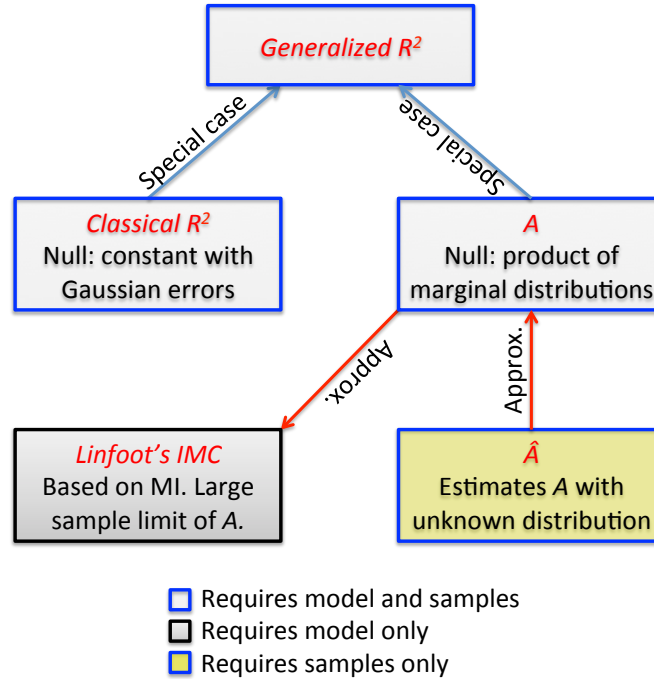 Generalized R²
Special case
Special case
Classical R²
Null: constant with
Gaussian errors
A
Null: product of
marginal distributions
Approx.
Approx.
Linfoot's IMC
Based on MI. Large
sample limit of A.
Â
Estimates A with
unknown distribution
Requires model and samples
Requires model only
Requires samples only